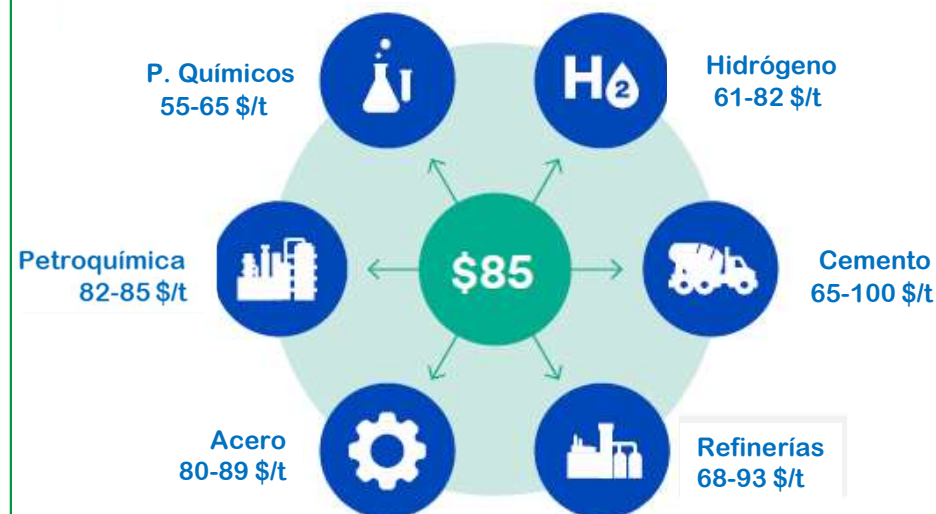 P. Químicos
55-65 $/t
H2
Hidrógeno
61-82 $/t
Petroquímica
82-85 $/t
$85
Cemento
65-100 $/t
Acero
80-89 $/t
Refinerías
68-93 $/t